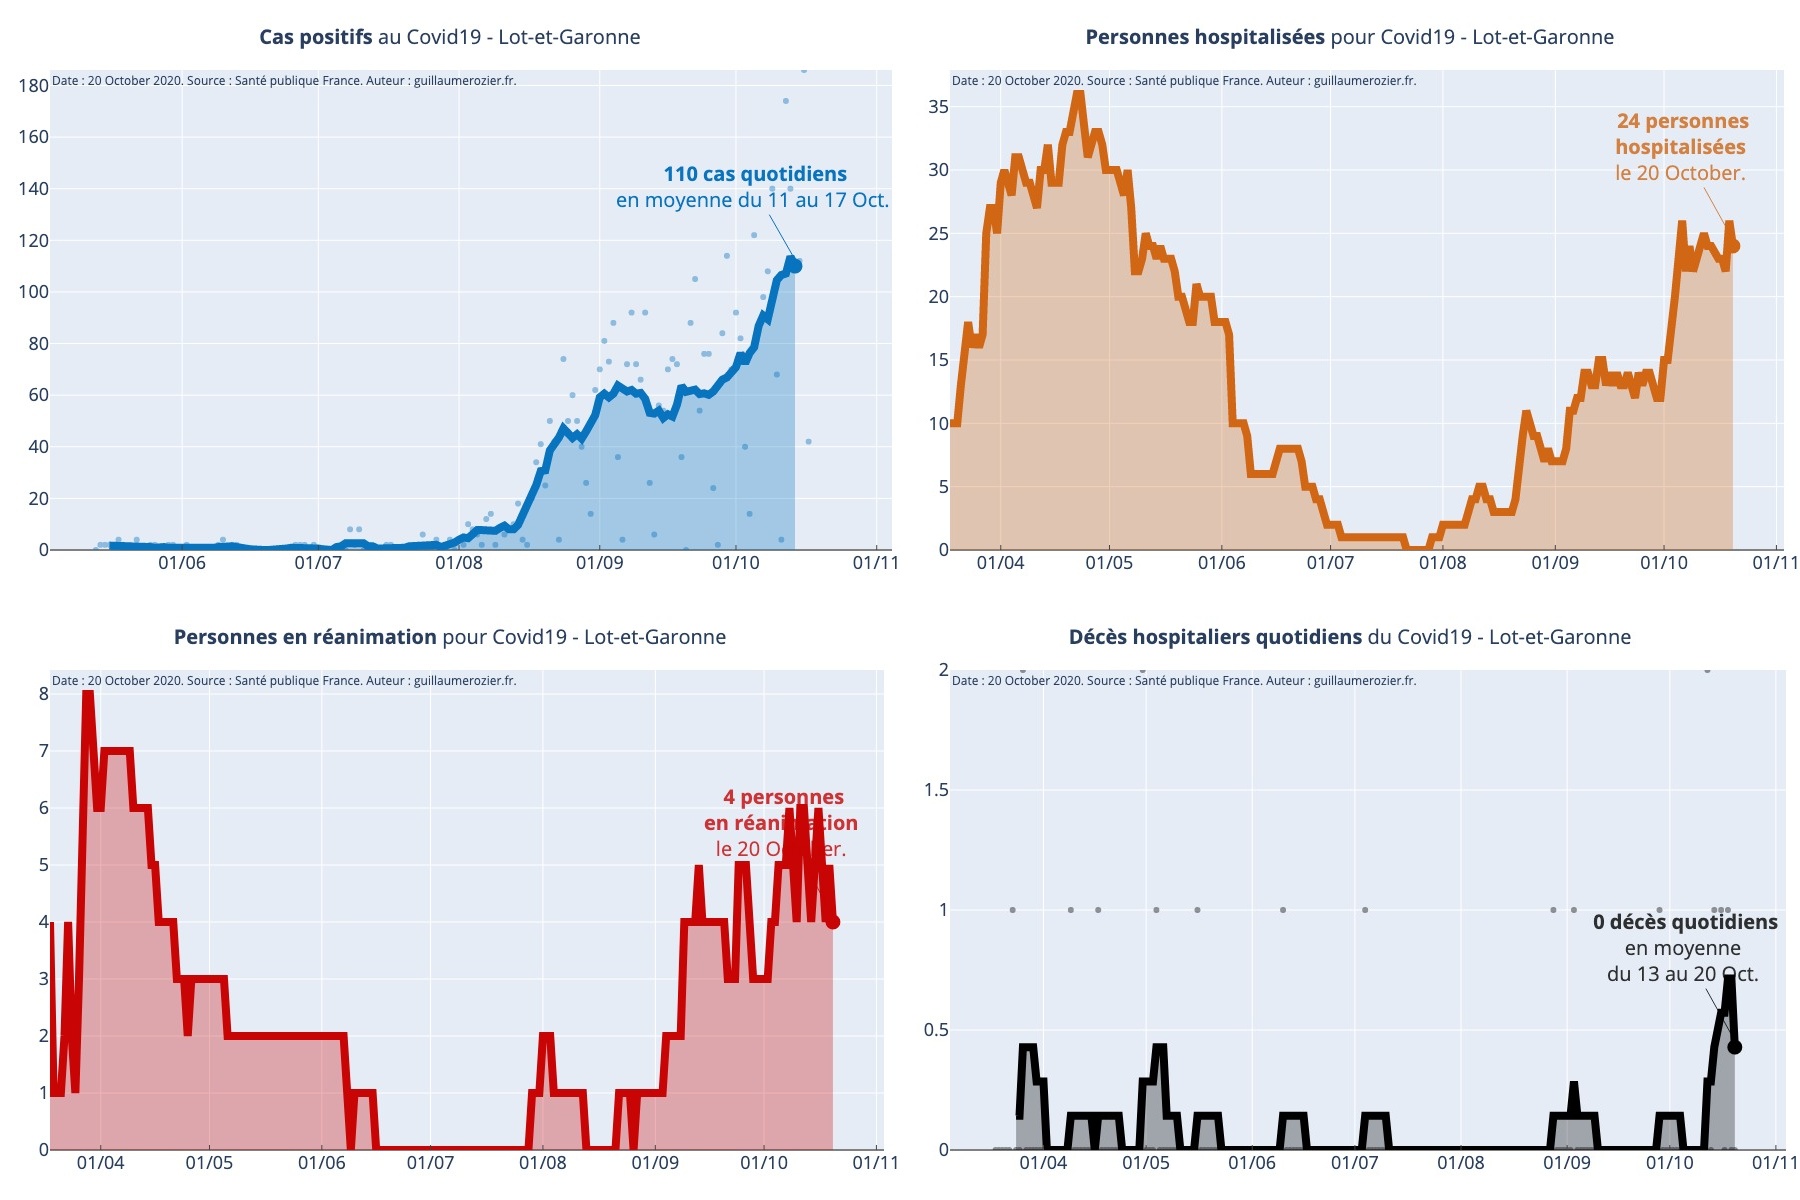 Cas positifs au Covid19 - Lot-et-Garonne
Date : 20 October 2020. Source : Santé publique France. Auteur : guillaumerozier.fr.
180
160
140
120
100
80
60
40
20
0
110 cas quotidiens
en moyenne du 11 au 17 Oct.
01/06 01/07 01/08 01/09 01/10 01/11
Personnes hospitalisées pour Covid19 - Lot-et-Garonne
Date : 20 October 2020. Source : Santé publique France. Auteur : guillaumerozier.fr.
35
30
25
20
15
10
5
0
24 personnes
hospitalisées
le 20 October.
01/04 01/05 01/06 01/07 01/08 01/09 01/10 01/11
Personnes en réanimation pour Covid19 - Lot-et-Garonne
Date : 20 October 2020. Source : Santé publique France. Auteur : guillaumerozier.fr.
8
7
6
5
4
3
2
1
0
4 personnes
en réanimation
le 20 October.
01/04 01/05 01/06 01/07 01/08 01/09 01/10 01/11
Décès hospitaliers quotidiens du Covid19 - Lot-et-Garonne
Date : 20 October 2020. Source : Santé publique France. Auteur : guillaumerozier.fr.
2
1.5
1
0.5
0
0 décès quotidiens
en moyenne
du 13 au 20 Oct.
01/04 01/05 01/06 01/07 01/08 01/09 01/10 01/11